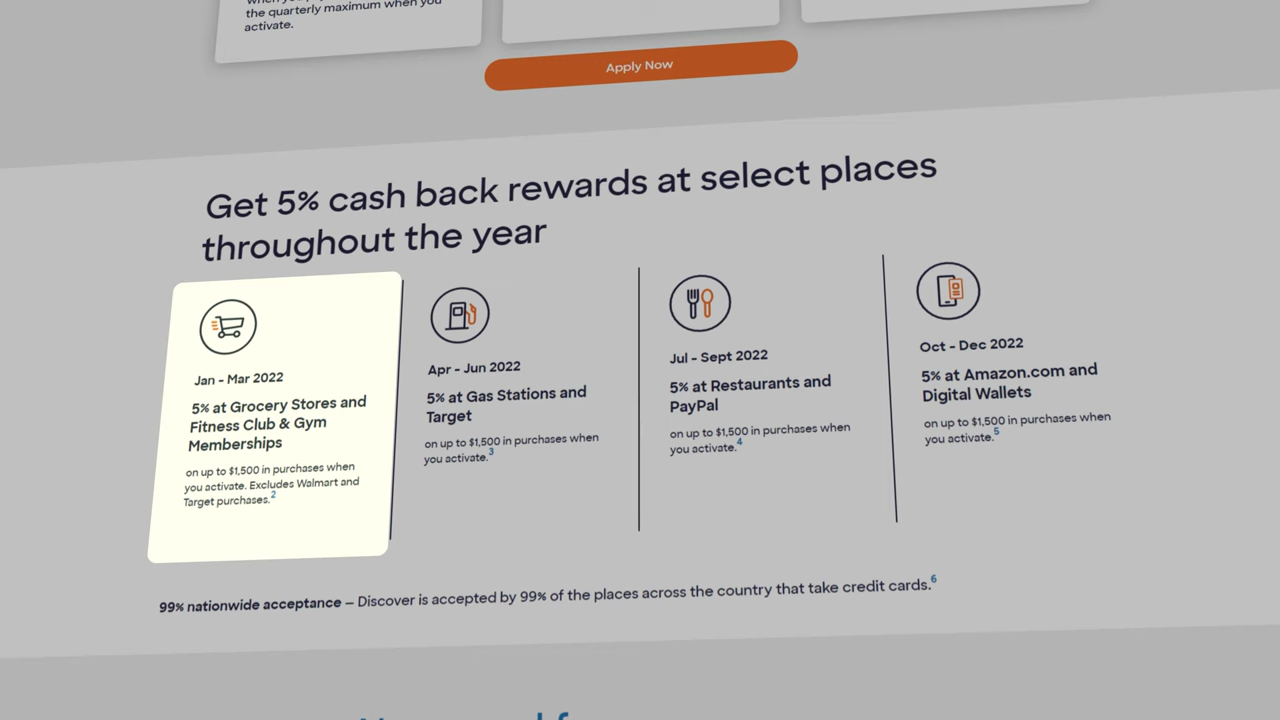 the quarterly maximum when you
activate.
Apply Now
Get 5% cash back rewards at select places
throughout the year
Jan - Mar 2022
5% at Grocery Stores and
Fitness Club & Gym
Memberships
on up to $1,500 in purchases when
you activate. Excludes Walmart and
Target purchases.2
Apr - Jun 2022
5% at Gas Stations and
Target
on up to $1,500 in purchases when
you activate.3
Jul - Sept 2022
5% at Restaurants and
PayPal
on up to $1,500 in purchases when
you activate.4
Oct - Dec 2022
5% at Amazon.com and
Digital Wallets
on up to $1,500 in purchases when
you activate.5
99% nationwide acceptance – Discover is accepted by 99% of the places across the country that take credit cards.6